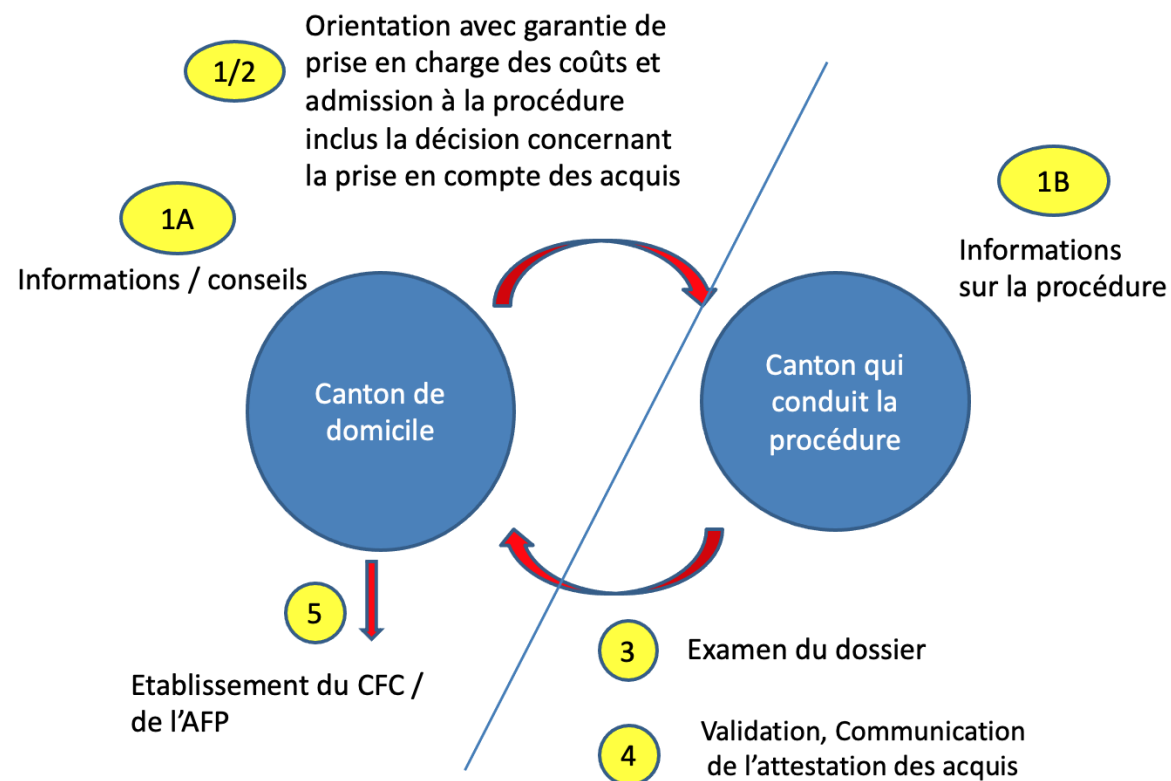 1/2
Orientation avec garantie de
prise en charge des coûts et
admission à la procédure
inclus la décision concernant
la prise en compte des acquis
1A
Informations / conseils
1B
Informations
sur la procédure
Canton de
domicile
Canton qui
conduit la
procédure
5
Etablissement du CFC /
de l'AFP
3
Examen du dossier
4
Validation, Communication
de l'attestation des acquis